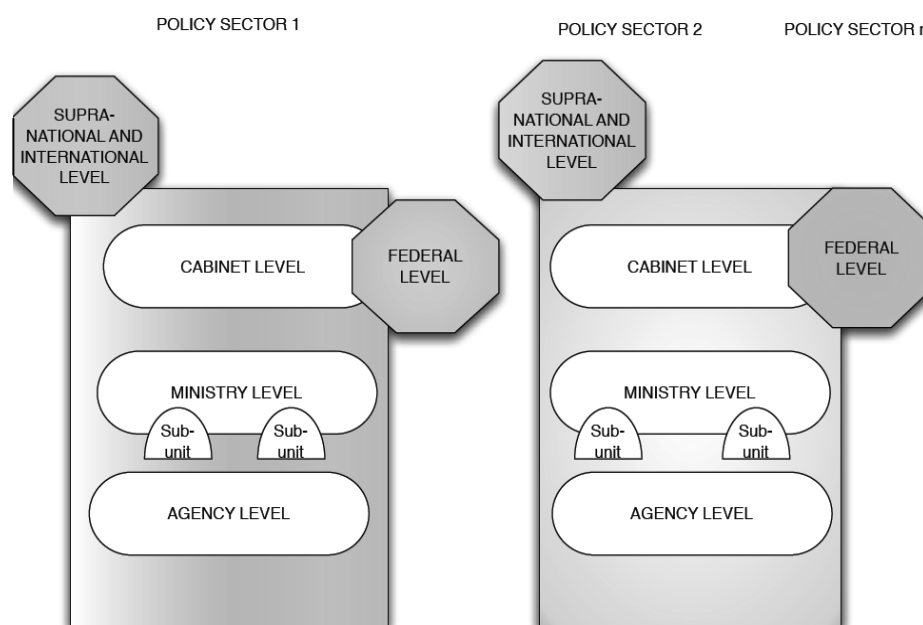 POLICY SECTOR 1
SUPRA-
NATIONAL AND
INTERNATIONAL
LEVEL
CABINET LEVEL
FEDERAL
LEVEL
MINISTRY LEVEL
Sub-
unit
Sub-
unit
AGENCY LEVEL
POLICY SECTOR 2
SUPRA-
NATIONAL AND
INTERNATIONAL
LEVEL
CABINET LEVEL
FEDERAL
LEVEL
MINISTRY LEVEL
Sub-
unit
Sub-
unit
AGENCY LEVEL
POLICY SECTOR